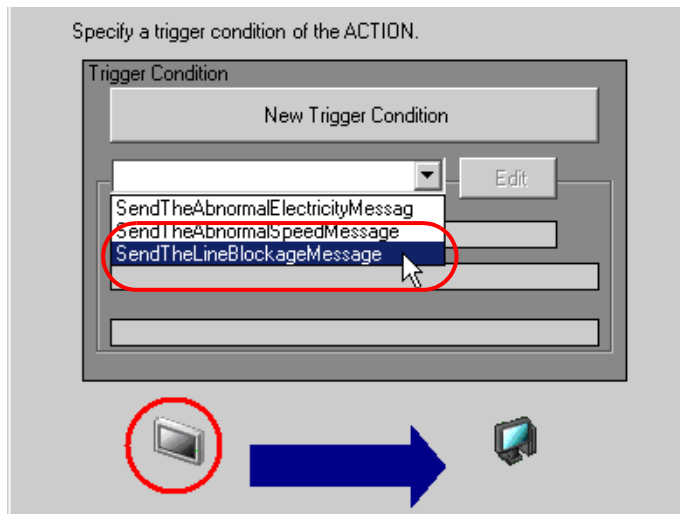 Specify a trigger condition of the ACTION.
Trigger Condition
New Trigger Condition
Edit
SendTheAbnormalElectricityMessag
SendTheAbnormalSpeedMessage
SendTheLineBlockageMessage